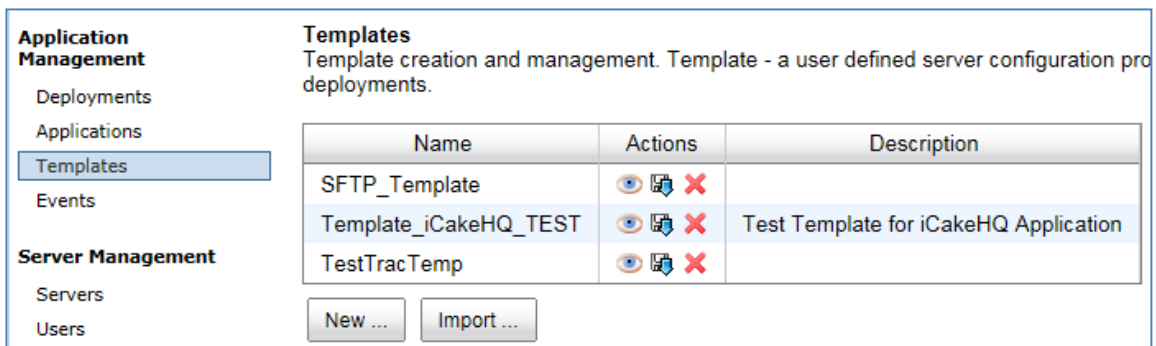 Application
Management
Deployments
Applications
Templates
Events
Server Management
Servers
Users
Templates
Template creation and management. Template - a user defined server configuration pro
deployments.
Name Actions Description
SFTP_Template
Template_iCakeHQ_TEST Test Template for iCakeHQ Application
TestTracTemp
New ... Import ...